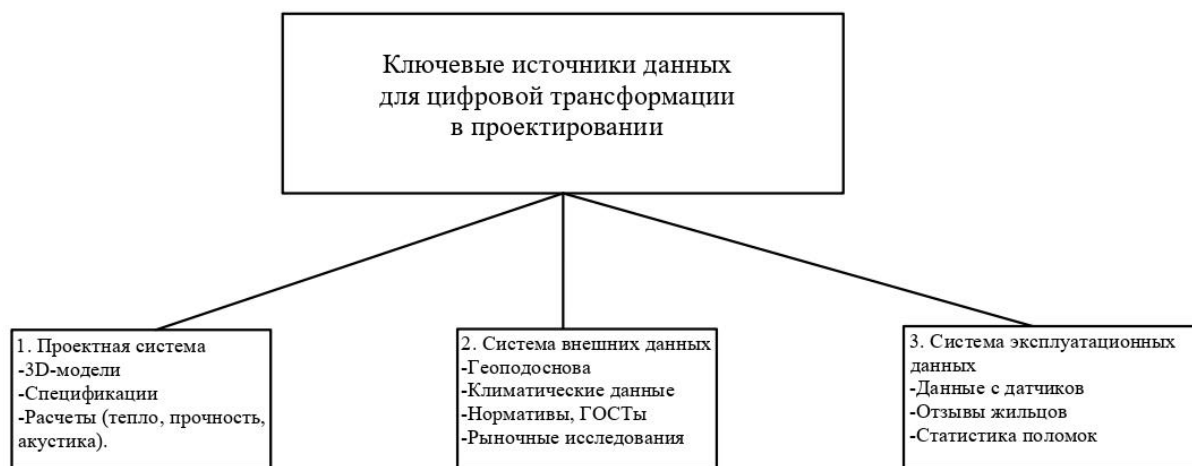 Ключевые источники данных
для цифровой трансформации
в проектировании
1. Проектная система
-3D-модели
-Спецификации
-Расчеты (тепло, прочность,
акустика).
2. Система внешних данных
-Геоподоснова
-Климатические данные
-Нормативы, ГОСТы
-Рыночные исследования
3. Система эксплуатационных
данных
-Данные с датчиков
-Отзывы жильцов
-Статистика поломок